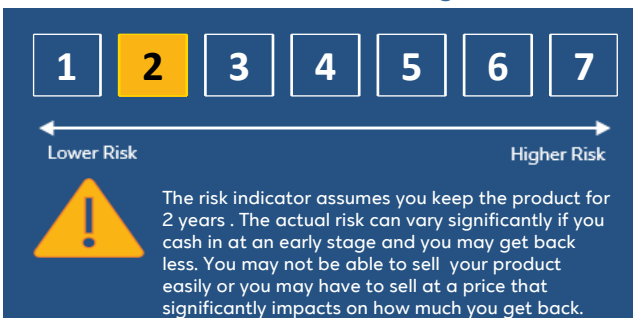 1 2 3 4 5 6 7
Lower Risk Higher Risk
!
The risk indicator assumes you keep the product for
2 years . The actual risk can vary significantly if you
cash in at an early stage and you may get back
less. You may not be able to sell your product
easily or you may have to sell at a price that
significantly impacts on how much you get back.